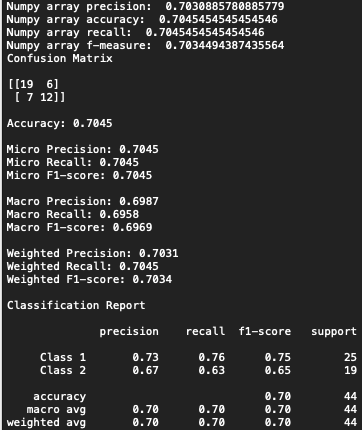 Numpy array precision:  0.7030885780885779
Numpy array accuracy:  0.7045454545454546
Numpy array recall:  0.7045454545454546
Numpy array f-measure:  0.7034494387435564
Confusion Matrix
[[19  6]
 [ 7 12]]
Accuracy: 0.7045
Micro Precision: 0.7045
Micro Recall: 0.7045
Micro F1-score: 0.7045
Macro Precision: 0.6987
Macro Recall: 0.6958
Macro F1-score: 0.6969
Weighted Precision: 0.7031
Weighted Recall: 0.7045
Weighted F1-score: 0.7034
Classification Report
precision    recall  f1-score   support
Class 1       0.73      0.76      0.75        25
Class 2       0.67      0.63      0.65        19
accuracy                           0.70        44
macro avg       0.70      0.70      0.70        44
weighted avg       0.70      0.70      0.70        44